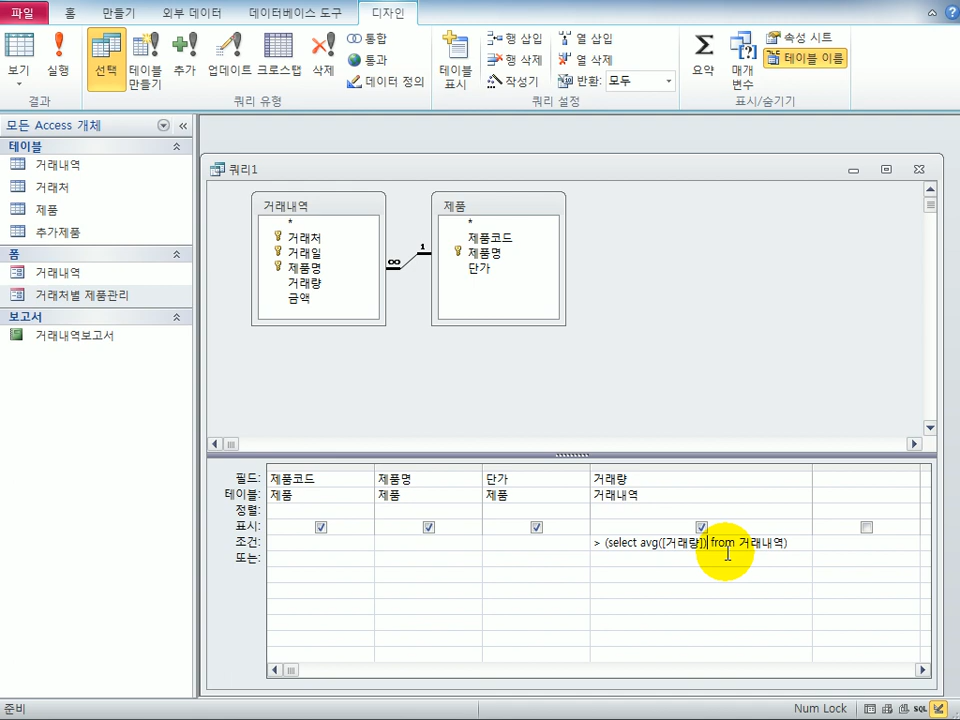 파일 홈 만들기 외부 데이터 데이터베이스 도구 디자인
보기 실행 선택 테이블 만들기 추가 업데이트 크로스탭 삭제 통합 통과 데이터 정의 테이블 표시 행 삽입 행 삭제 작성기 열 삽입 열 삭제 반환: 모두 요약 매개 변수 속성 시트 테이블 이름
결과 쿼리 유형 쿼리 설정 표시/숨기기
모든 Access 개체
테이블
거래내역
거래처
제품
추가제품
폼
거래내역
거래처별 제품관리
보고서
거래내역보고서
쿼리1
거래내역
*
거래처
거래일
제품명
거래량
금액
∞ 1
제품
*
제품코드
제품명
단가
필드: 제품코드 제품명 단가 거래량
테이블: 제품 제품 제품 거래내역
정렬:
표시:
조건: > (select avg([거래량]) from 거래내역)
또는:
준비 Num Lock SQL